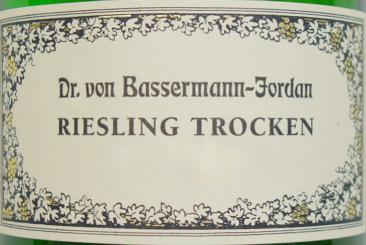 Dr. von Bassermann-Jordan
RIESLING TROCKEN